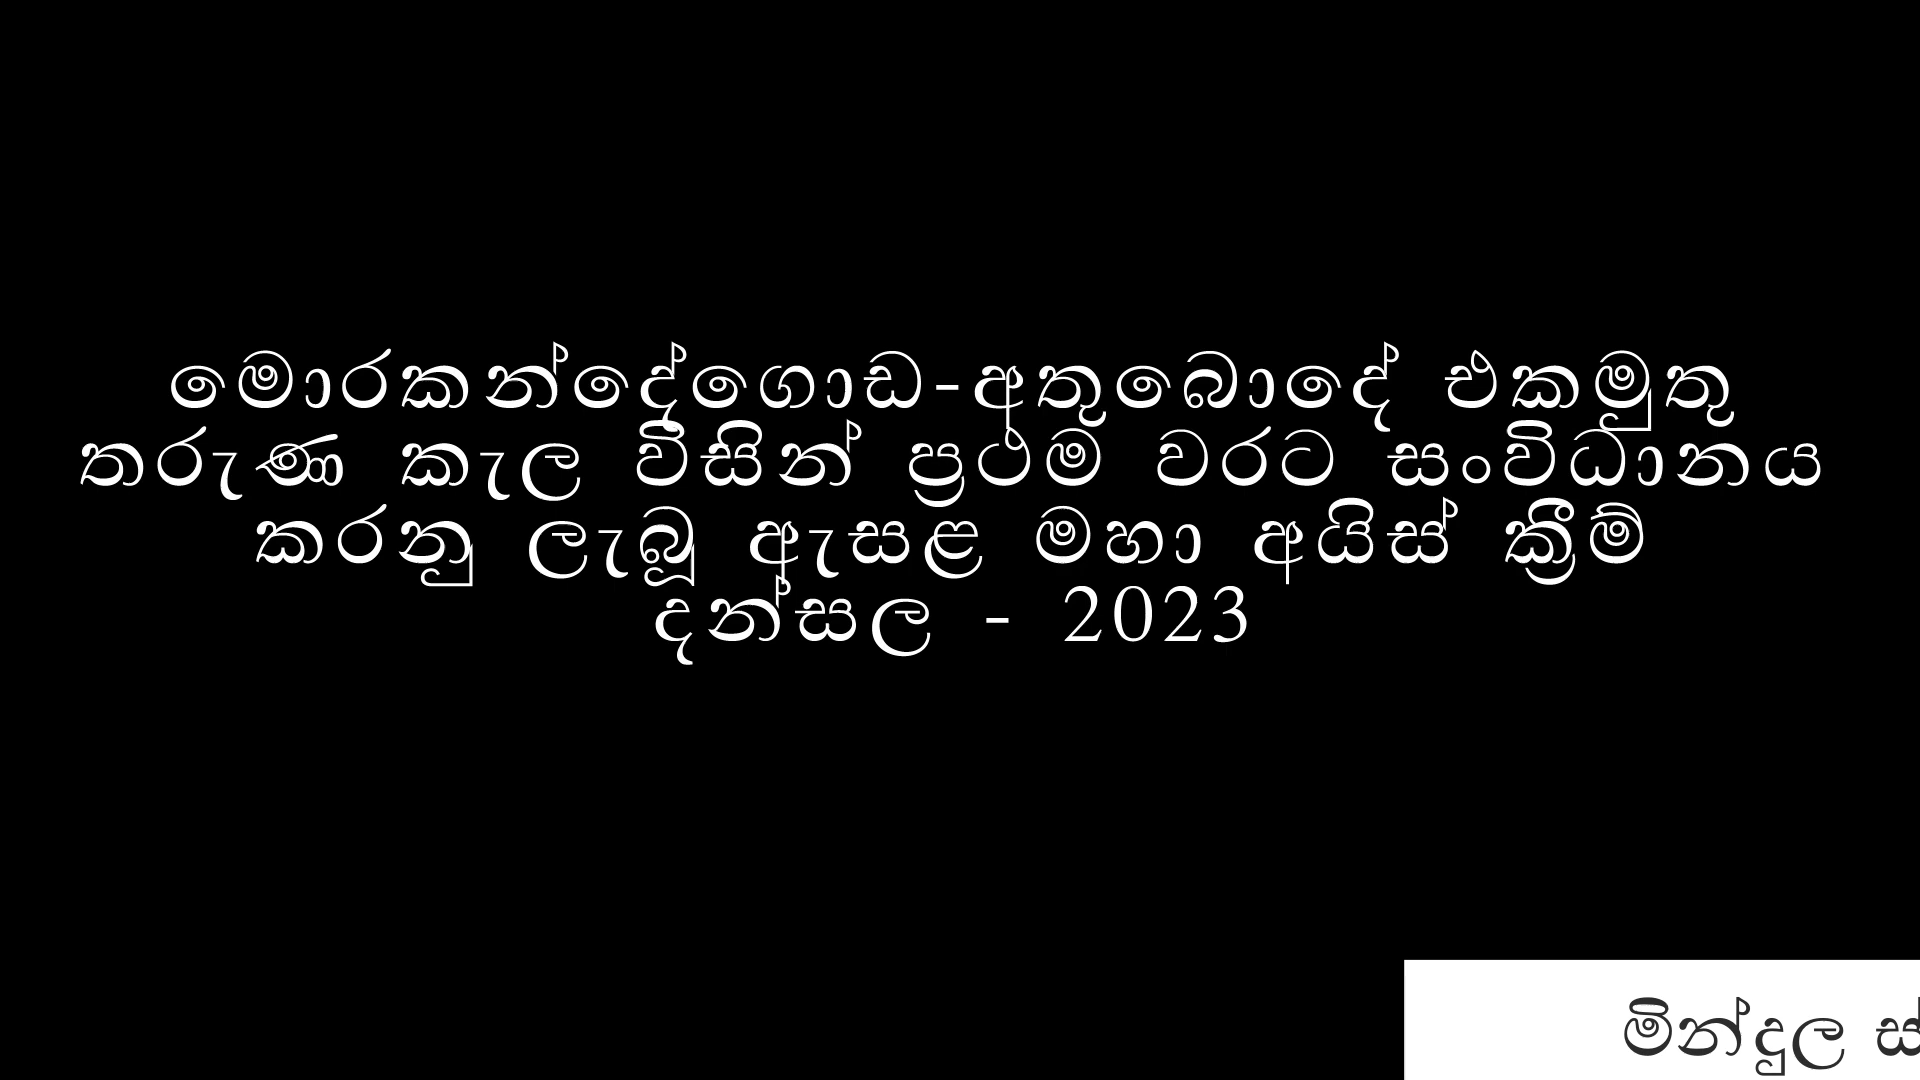 මොරකන්දේගොඩ-අතුබොදේ එකමුතු
තරුණ කැල විසින් ප්‍රථම වරට සංවිධානය
කරනු ලැබූ ඇසළ මහා අයිස් ක්‍රීම්
දන්සල - 2023
මින්දුල